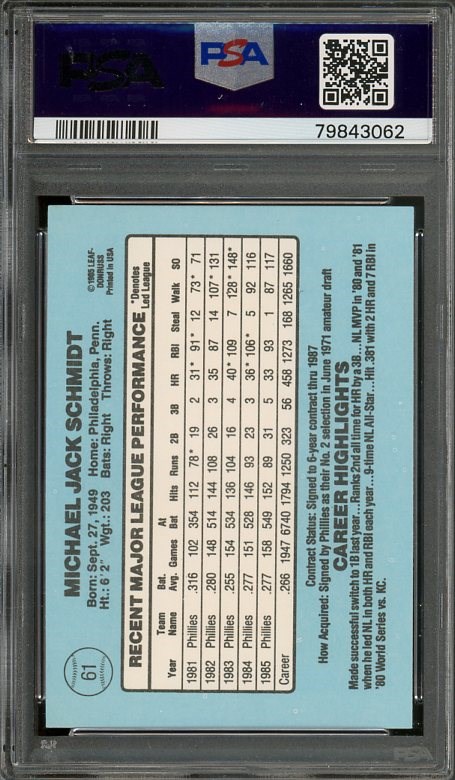 PSA
PSA
79843062
61
MICHAEL JACK SCHMIDT
Born: Sept. 27, 1949 Home: Philadelphia, Penn.
Ht.: 6' 2" Wgt.: 203 Bats: Right Throws: Right
©1985 LEAF-
DONRUSS
Printed in USA
RECENT MAJOR LEAGUE PERFORMANCE
*Denotes
Led League
Year Team Name Bat. Avg. Games At Bat Hits Runs 2B 3B HR RBI Steal Walk SO
1981 Phillies .316 102 354 112 78* 19 2 31* 91* 12 73* 71
1982 Phillies .280 148 514 144 108 26 3 35 87 14 107* 131
1983 Phillies .255 154 534 136 104 16 4 40* 109 7 128* 148*
1984 Phillies .277 151 528 146 93 23 3 36* 106* 5 92 116
1985 Phillies .277 158 549 152 89 31 5 33 93 1 87 117
Career .266 1947 6740 1794 1250 323 56 458 1273 168 1265 1660
Contract Status: Signed to 6-year contract thru 1987
How Acquired: Signed by Phillies as their No. 2 selection in June 1971 amateur draft
CAREER HIGHLIGHTS
Made successful switch to 1B last year...Ranks 2nd all time for HR by a 3B...NL MVP in '80 and '81
when he led NL in both HR and RBI each year...9-time NL All-Star...Hit .381 with 2 HR and 7 RBI in
'80 World Series vs. KC.